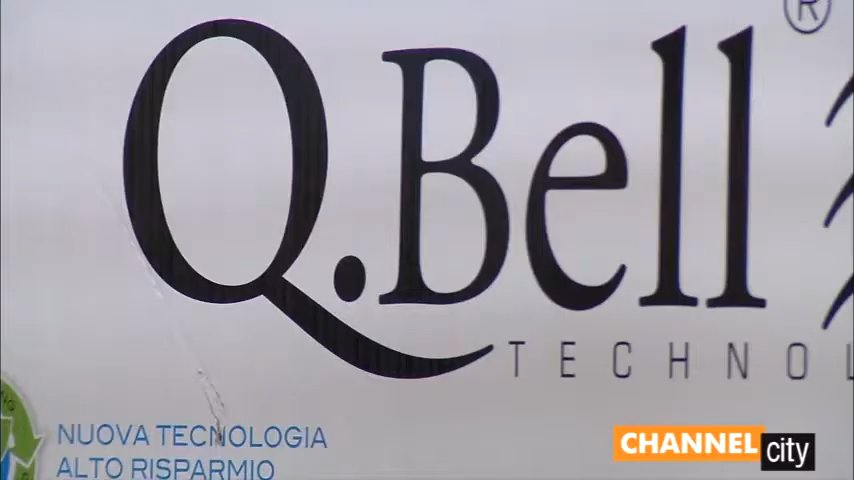 ®
Q.Bell
TECHNOL
NUOVA TECNOLOGIA
ALTO RISPARMIO
CHANNEL city